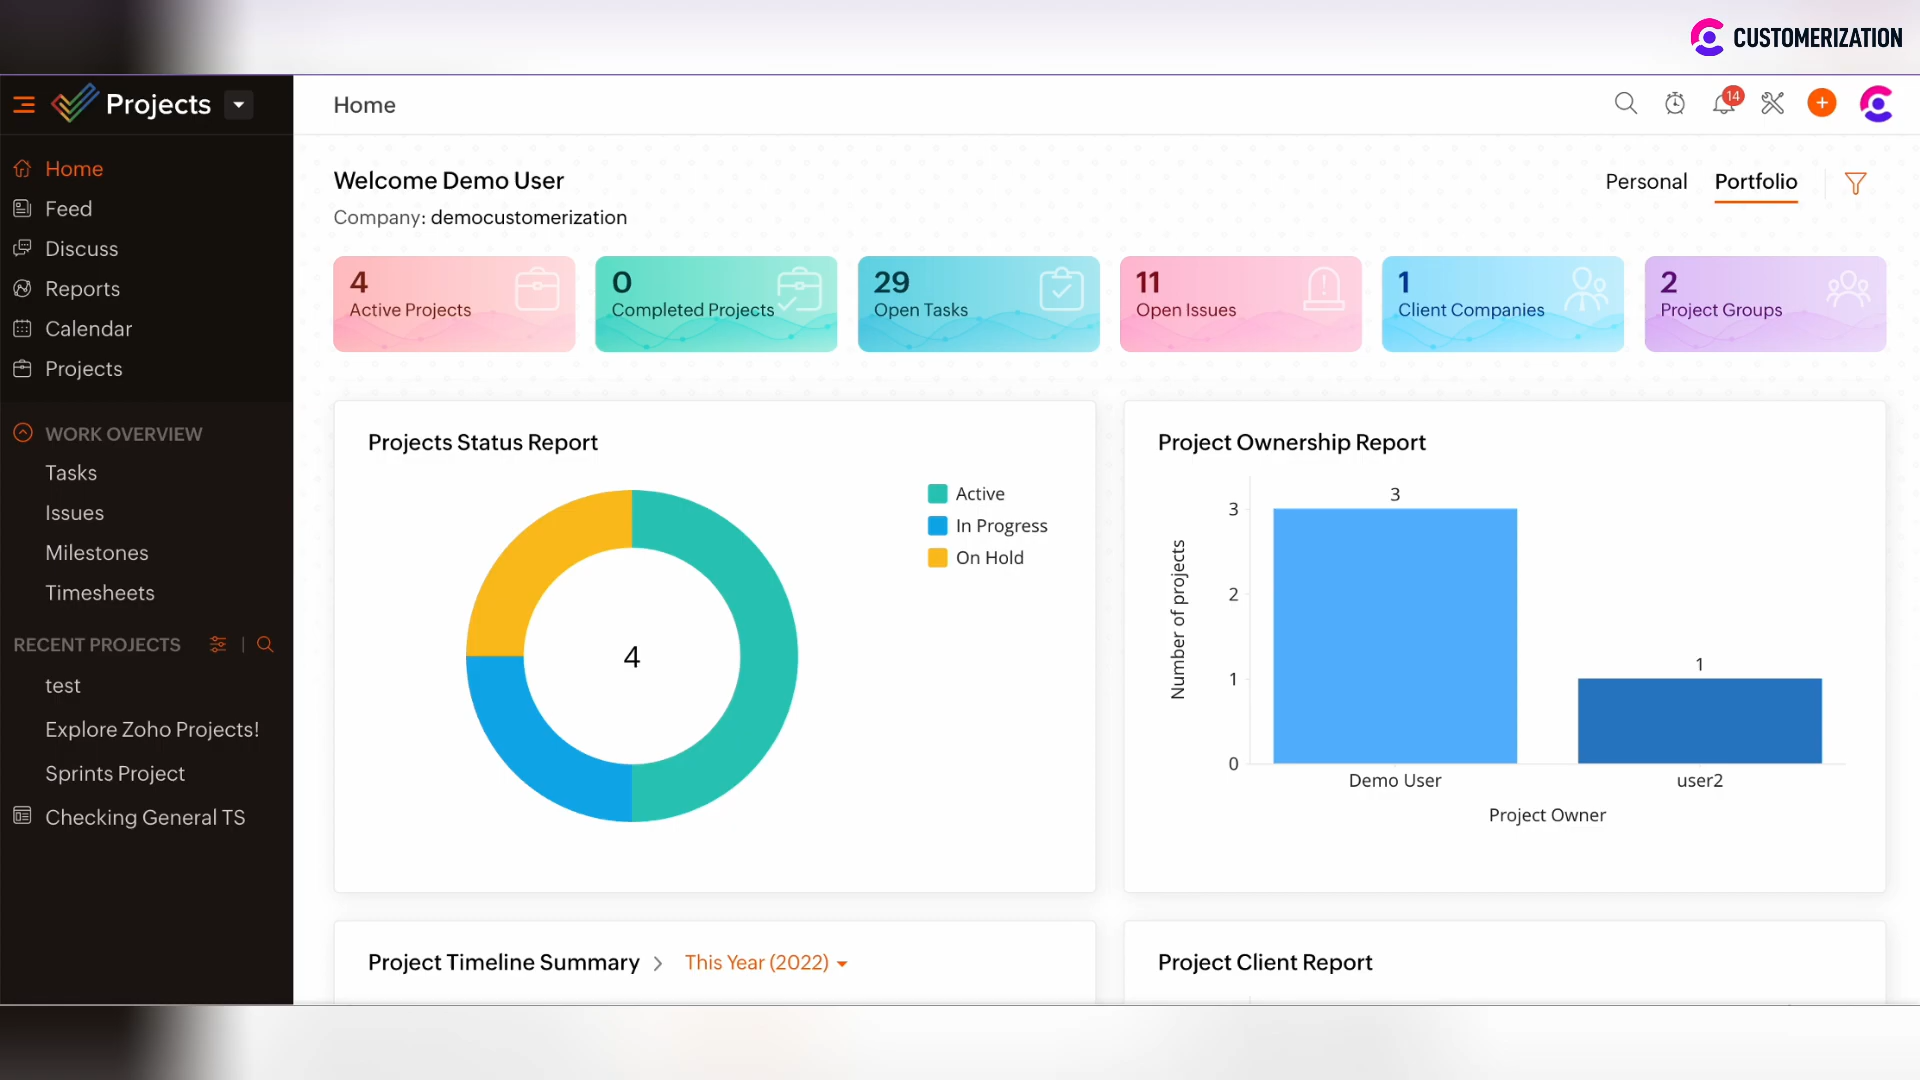 CUSTOMERIZATION
Projects
Home
14
Home
Feed
Discuss
Reports
Calendar
Projects
WORK OVERVIEW
Tasks
Issues
Milestones
Timesheets
RECENT PROJECTS
test
Explore Zoho Projects!
Sprints Project
Checking General TS
Welcome Demo User
Company: democustomerization
Personal
Portfolio
4
Active Projects
0
Completed Projects
29
Open Tasks
11
Open Issues
1
Client Companies
2
Project Groups
Projects Status Report
Active
In Progress
On Hold
4
Project Ownership Report
Number of projects
3
2
1
0
3
1
Demo User
user2
Project Owner
Project Timeline Summary
This Year (2022)
Project Client Report